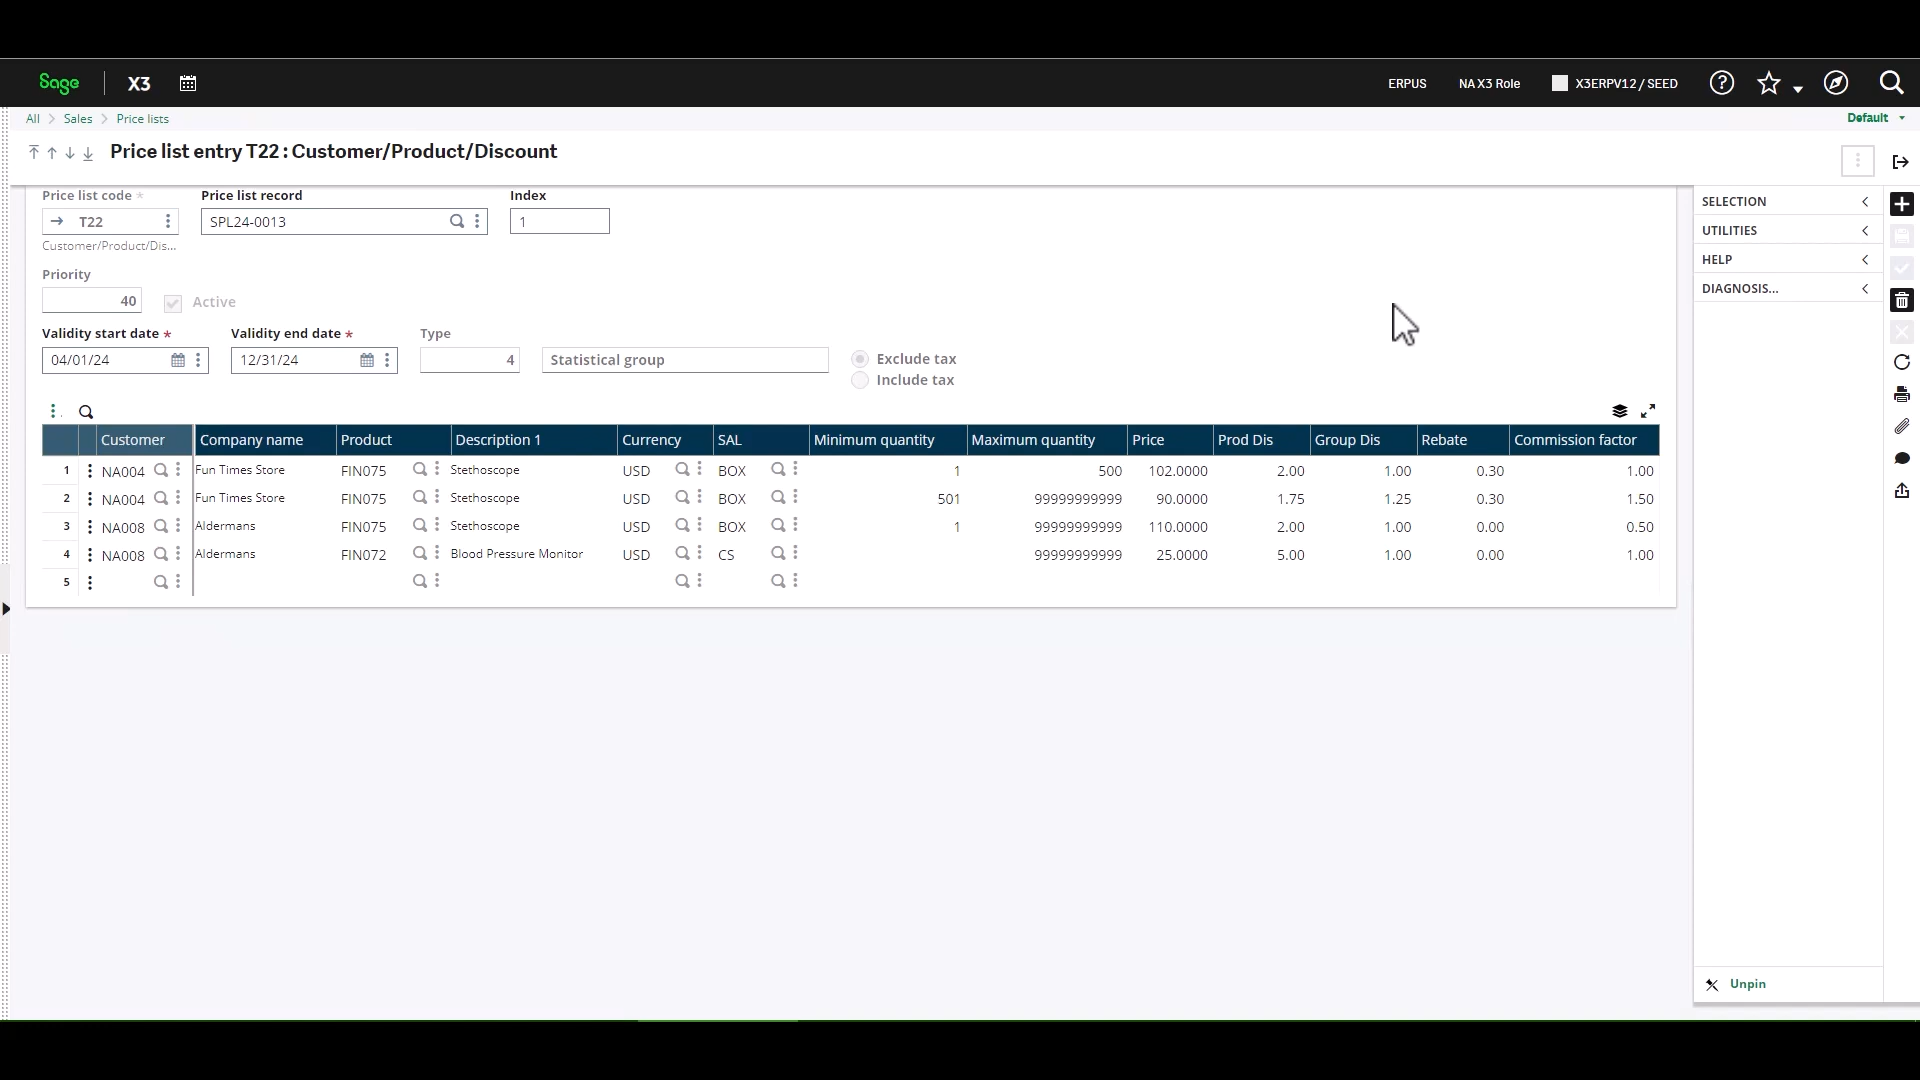 Sage X3 ERPUS NA X3 Role X3ERPV12 / SEED
All > Sales > Price lists Default
Price list entry T22 : Customer/Product/Discount
Price list code * Price list record Index
T22 SPL24-0013 1
Customer/Product/Dis...
Priority
40 Active
Validity start date * Validity end date * Type
04/01/24 12/31/24 4 Statistical group Exclude tax
Include tax
Customer Company name Product Description 1 Currency SAL Minimum quantity Maximum quantity Price Prod Dis Group Dis Rebate Commission factor
1 NA004 Fun Times Store FIN075 Stethoscope USD BOX 1 500 102.0000 2.00 1.00 0.30 1.00
2 NA004 Fun Times Store FIN075 Stethoscope USD BOX 501 99999999999 90.0000 1.75 1.25 0.30 1.50
3 NA008 Aldermans FIN075 Stethoscope USD BOX 1 99999999999 110.0000 2.00 1.00 0.00 0.50
4 NA008 Aldermans FIN072 Blood Pressure Monitor USD CS 99999999999 25.0000 5.00 1.00 0.00 1.00
5
SELECTION
UTILITIES
HELP
DIAGNOSIS...
Unpin